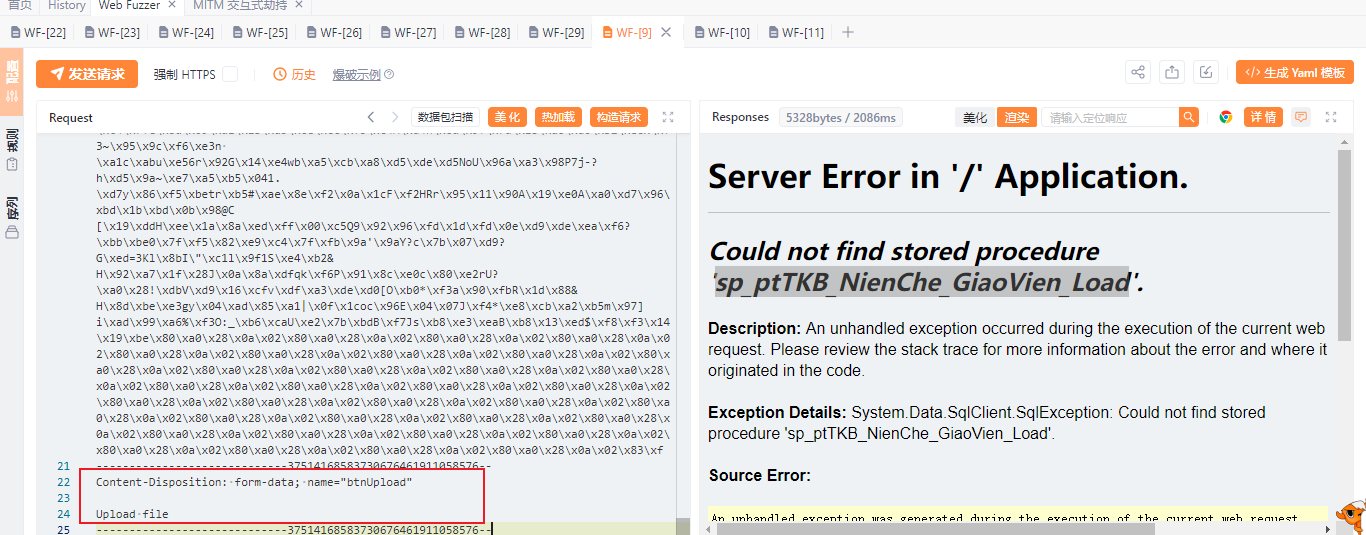 首页 History Web Fuzzer × MITM 交互式劫持 ×
WF-[22] WF-[23] WF-[24] WF-[25] WF-[26] WF-[27] WF-[28] WF-[29] WF-[9] × WF-[10] WF-[11] +
配置
规则
序列
发送请求 强制 HTTPS 历史 爆破示例 </> 生成 Yaml 模板
Request 数据包扫描 美化 热加载 构造请求
3~\x95\x9c\xf6\xe3n
\xa1c\xabu\xe56r\x92G\x14\xe4wb\xa5\xcb\xa8\xd5\xde\xd5NoU\x96a\xa3\x98P7j-?
h\xd5\x9a~\xe7\xa5\xb5\x041.
\xd7y\x86\xf5\xbetr\xb5#\xae\x8e\xf2\x0a\x1cF\xf2HRr\x95\x11\x90A\x19\xe0A\xa0\xd7\x96\
xbd\x1b\xbd\x0b\x98@C
[\x19\xddH\xee\x1a\x8a\xed\xff\x00\xc5Q9\x92\x96\xfd\x1d\xfd\x0e\xd9\xde\xea\xf6?
\xbb\xbe0\x7f\xf5\x82\xe9\xc4\x7f\xfb\x9a'\x9aY?c\x7b\x07\xd9?
G\xed=3Kl\x8bI\"\xc1l\x9f1S\xe4\xb2&
H\x92\xa7\x1f\x28J\x0a\x8a\xdfqk\xf6P\x91\x8c\xe0c\x80\xe2rU?
\xa0\x28!\xdbV\xd9\x16\xcfv\xdf\xa3\xde\xd0[O\xb0*\xf3a\x90\xfbR\x1d\x88&
H\x8d\xbe\xe3gy\x04\xad\x85\xa1|\x0f\x1coc\x96E\x04\x07J\xf4*\xe8\xcb\xa2\xb5m\x97]
i\xad\x99\xa6%\xf3O:_\xb6\xcaU\xe2\x7b\xbdB\xf7Js\xb8\xe3\xeaB\xb8\x13\xed$\xf8\xf3\x14
\x19\xbe\x80\xa0\x28\x0a\x02\x80\xa0\x28\x0a\x02\x80\xa0\x28\x0a\x02\x80\xa0\x28\x0a\x0
2\x80\xa0\x28\x0a\x02\x80\xa0\x28\x0a\x02\x80\xa0\x28\x0a\x02\x80\xa0\x28\x0a\x02\x80\x
a0\x28\x0a\x02\x80\xa0\x28\x0a\x02\x80\xa0\x28\x0a\x02\x80\xa0\x28\x0a\x02\x80\xa0\x28\
x0a\x02\x80\xa0\x28\x0a\x02\x80\xa0\x28\x0a\x02\x80\xa0\x28\x0a\x02\x80\xa0\x28\x0a\x02
\x80\xa0\x28\x0a\x02\x80\xa0\x28\x0a\x02\x80\xa0\x28\x0a\x02\x80\xa0\x28\x0a\x02\x80\xa
0\x28\x0a\x02\x80\xa0\x28\x0a\x02\x80\xa0\x28\x0a\x02\x80\xa0\x28\x0a\x02\x80\xa0\x28\x
0a\x02\x80\xa0\x28\x0a\x02\x80\xa0\x28\x0a\x02\x80\xa0\x28\x0a\x02\x80\xa0\x28\x0a\x02\
x80\xa0\x28\x0a\x02\x80\xa0\x28\x0a\x02\x80\xa0\x28\x0a\x02\x80\xa0\x28\x0a\x02\x83\xf
21 -----------------------------37514168583730676461911058576--
22 Content-Disposition: form-data; name="btnUpload"
23
24 Upload file
25 -----------------------------37514168583730676461911058576--
Responses 5328bytes / 2086ms 美化 渲染 请输入定位响应 详情
Server Error in '/' Application.
Could not find stored procedure
'sp_ptTKB_NienChe_GiaoVien_Load'.
Description: An unhandled exception occurred during the execution of the current web
request. Please review the stack trace for more information about the error and where it
originated in the code.
Exception Details: System.Data.SqlClient.SqlException: Could not find stored
procedure 'sp_ptTKB_NienChe_GiaoVien_Load'.
Source Error:
An unhandled exception was generated during the execution of the current web request.